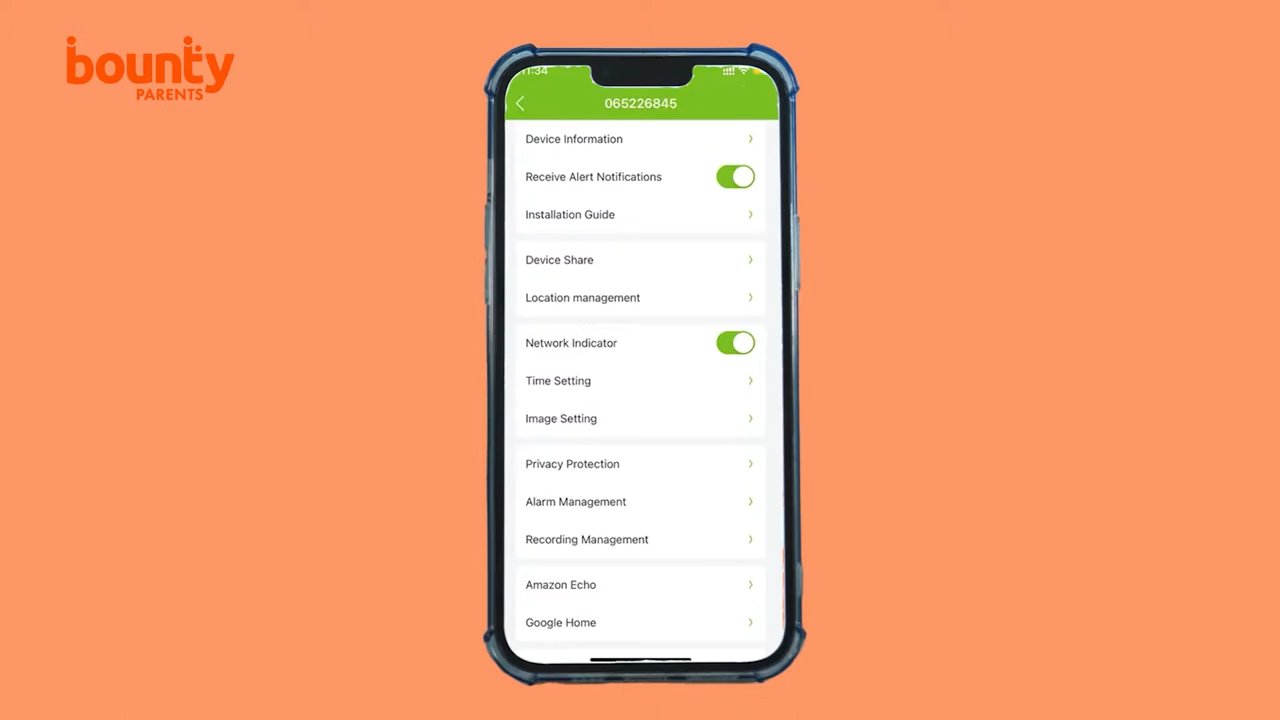 bounty
PARENTS
11:34
065226845
Device Information
Receive Alert Notifications
Installation Guide
Device Share
Location management
Network Indicator
Time Setting
Image Setting
Privacy Protection
Alarm Management
Recording Management
Amazon Echo
Google Home